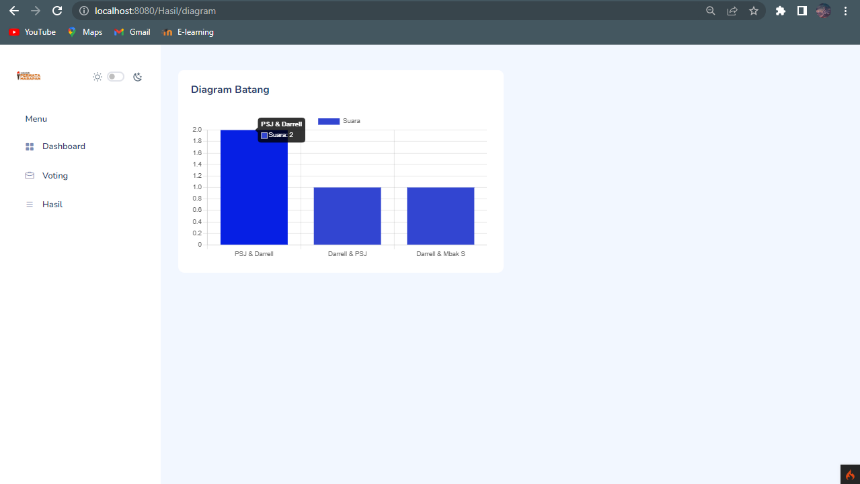 localhost:8080/Hasil/diagram
YouTube Maps Gmail E-learning
Menu
Dashboard
Voting
Hasil
Diagram Batang
Suara
PSJ & Darrell
Suara: 2
2.0
1.8
1.6
1.4
1.2
1.0
0.8
0.6
0.4
0.2
0
PSJ & Darrell Darrell & PSJ Darrell & Mbak S